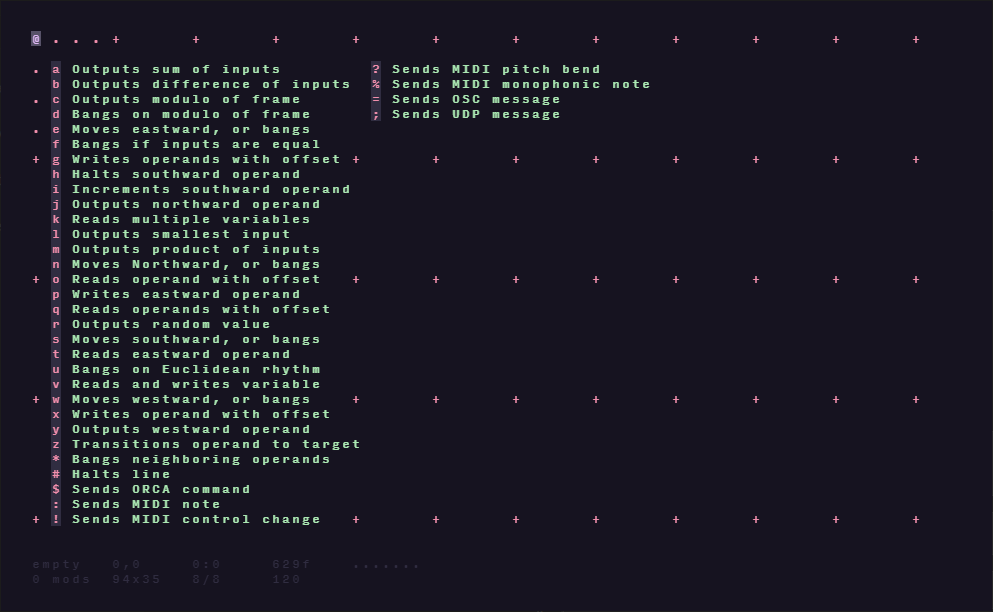 @ . . . + + + + + + + + + + +
. a Outputs sum of inputs ? Sends MIDI pitch bend
b Outputs difference of inputs % Sends MIDI monophonic note
. c Outputs modulo of frame = Sends OSC message
d Bangs on modulo of frame ; Sends UDP message
. e Moves eastward, or bangs
f Bangs if inputs are equal
+ g Writes operands with offset + + + + + + + +
h Halts southward operand
i Increments southward operand
j Outputs northward operand
k Reads multiple variables
l Outputs smallest input
m Outputs product of inputs
n Moves Northward, or bangs
+ o Reads operand with offset + + + + + + + +
p Writes eastward operand
q Reads operands with offset
r Outputs random value
s Moves southward, or bangs
t Reads eastward operand
u Bangs on Euclidean rhythm
v Reads and writes variable
+ w Moves westward, or bangs + + + + + + + +
x Writes operand with offset
y Outputs westward operand
z Transitions operand to target
* Bangs neighboring operands
# Halts line
$ Sends ORCA command
: Sends MIDI note
+ ! Sends MIDI control change + + + + + + + +
empty 0,0 0:0 629f .......
0 mods 94x35 8/8 120